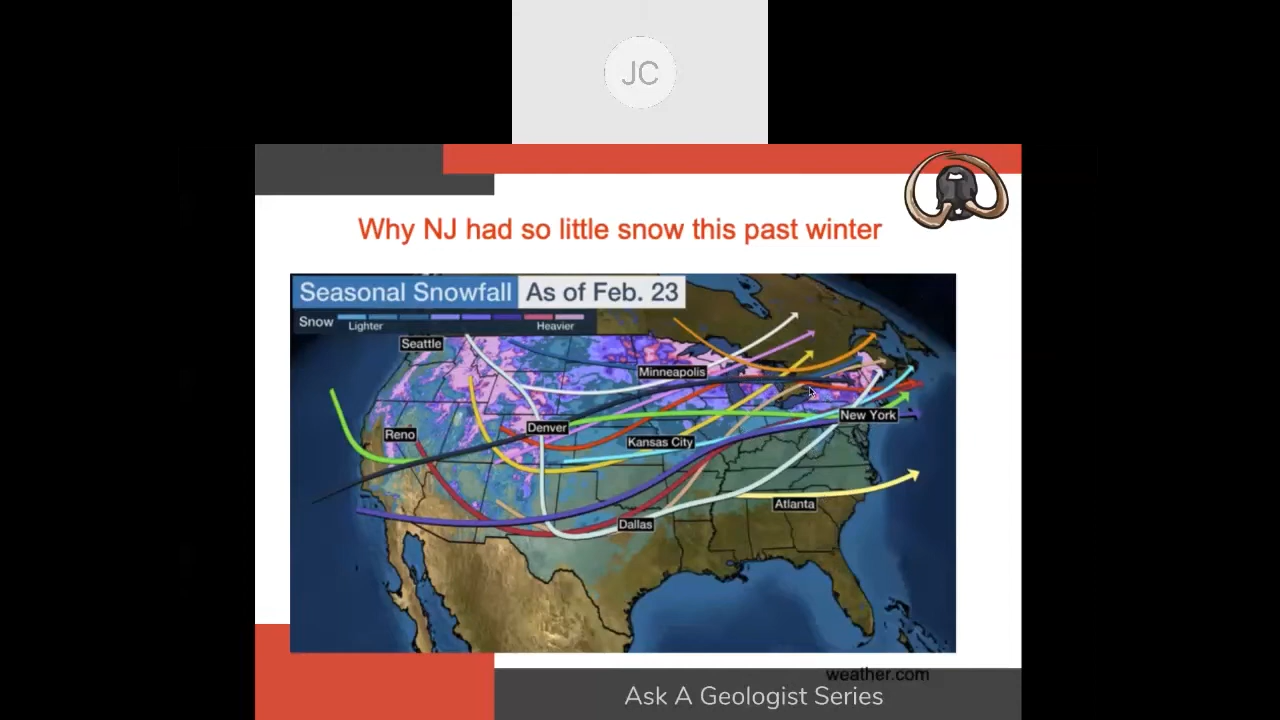 JC
Why NJ had so little snow this past winter
Seasonal Snowfall As of Feb. 23
Snow
Lighter Heavier
Seattle
Minneapolis
New York
Denver
Reno
Kansas City
Atlanta
Dallas
weather.com
Ask A Geologist Series